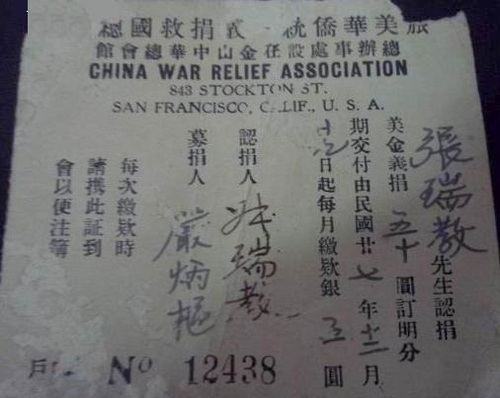 旅美華僑統一義捐救國總
總辦事處設在金山中華總會館
CHINA WAR RELIEF ASSOCIATION
843 STOCKTON ST.
SAN FRANCISCO, CALIF., U. S. A.
張瑞教先生認捐
美金義捐五十圓訂明分
期交付由民國廿七年十二月
日起每月繳欵銀五圓
認捐人 張瑞教
募捐人 嚴炳樞
每次繳欵時
請携此証到
會以便注簿
No 12438